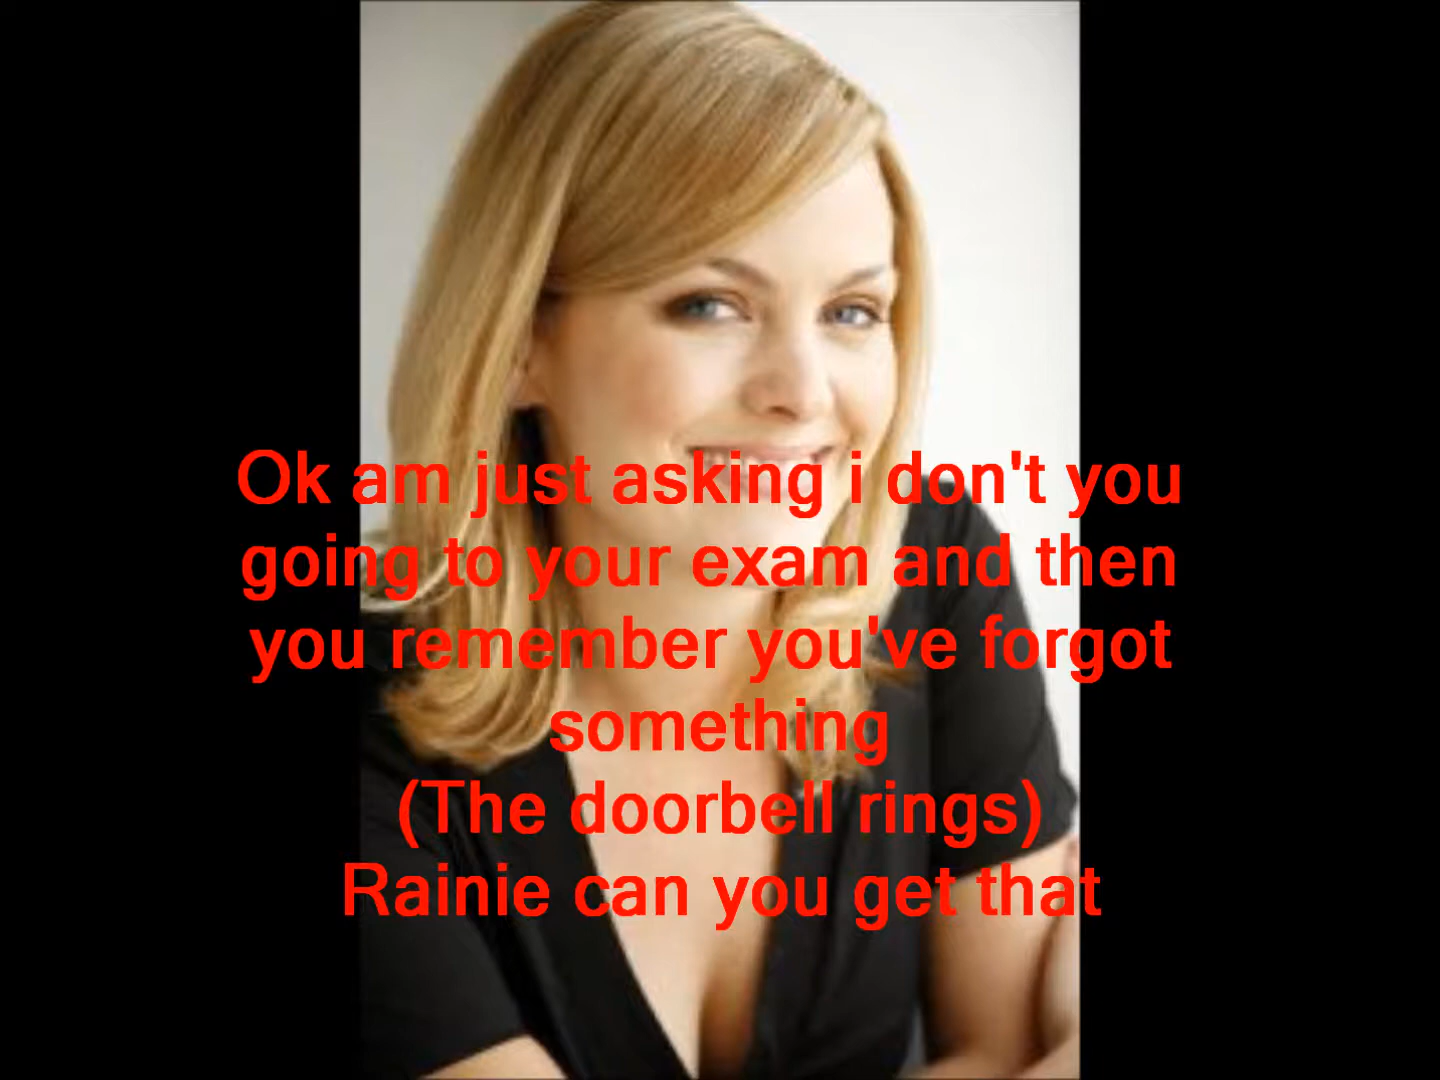 Ok am just asking i don't you
going to your exam and then
you remember you've forgot
something
(The doorbell rings)
Rainie can you get that